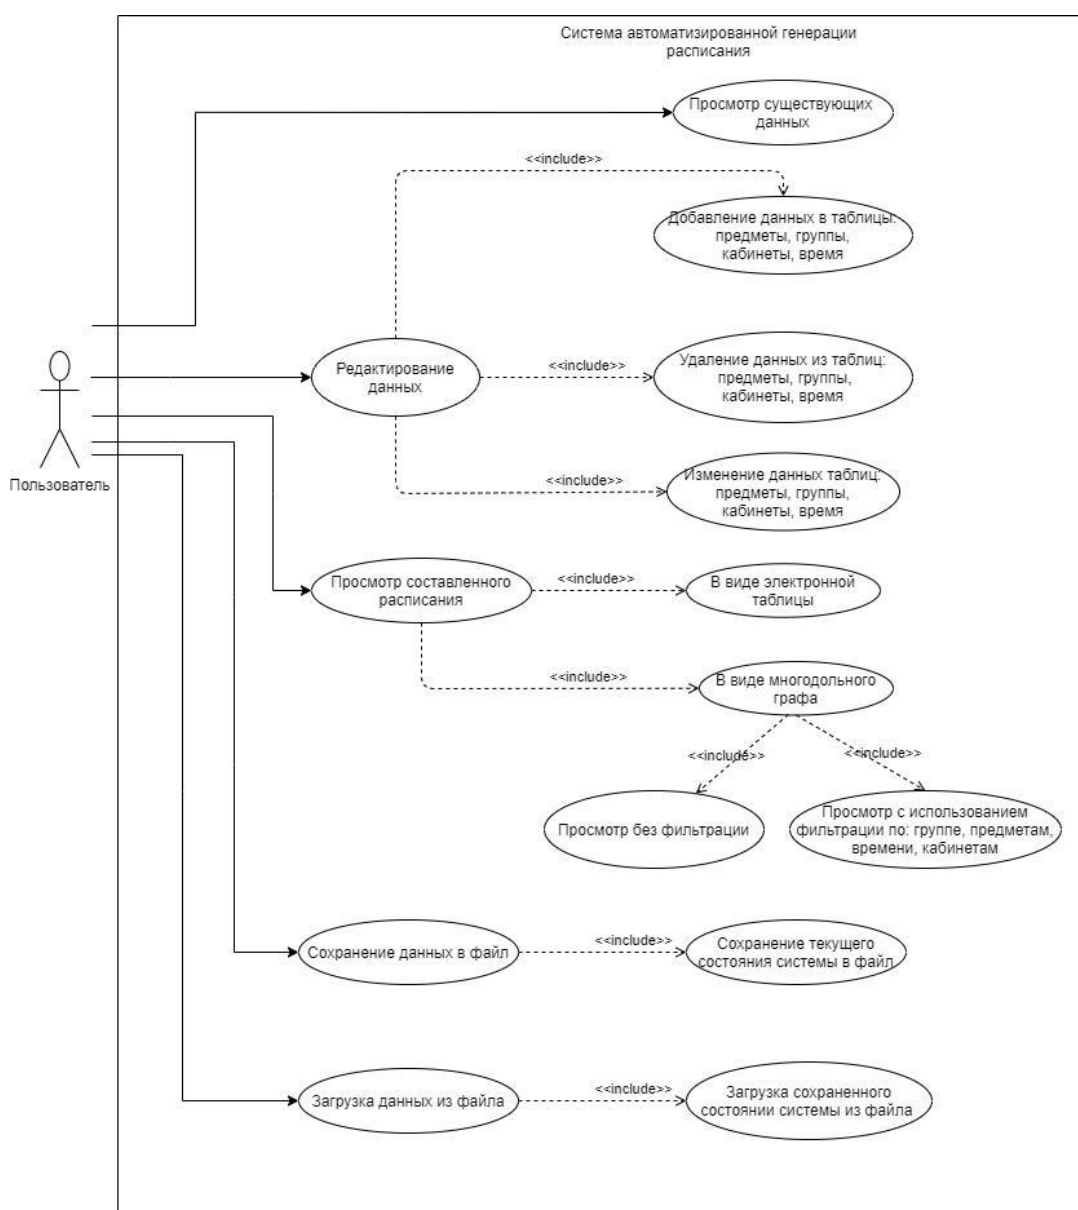 Система автоматизированной генерации
расписания
Просмотр существующих
данных
<<include>>
Добавление данных в таблицы:
предметы, группы,
кабинеты, время
Редактирование
данных
<<include>>
Удаление данных из таблиц:
предметы, группы,
кабинеты, время
Пользователь
<<include>>
Изменение данных таблиц:
предметы, группы,
кабинеты, время
Просмотр составленного
расписания
<<include>>
В виде электронной
таблицы
<<include>>
В виде многодольного
графа
<<include>>
<<include>>
Просмотр без фильтрации
Просмотр с использованием
фильтрации по: группе, предметам,
времени, кабинетам
Сохранение данных в файл
<<include>>
Сохранение текущего
состояния системы в файл
Загрузка данных из файла
<<include>>
Загрузка сохраненного
состоянии системы из файла